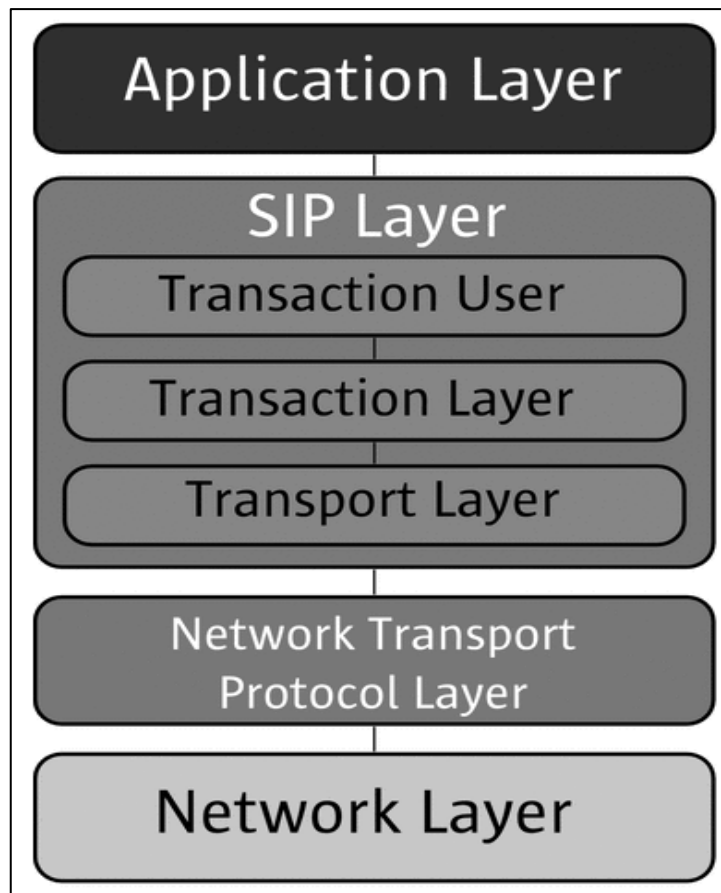 Application Layer
SIP Layer
Transaction User
Transaction Layer
Transport Layer
Network Transport
Protocol Layer
Network Layer